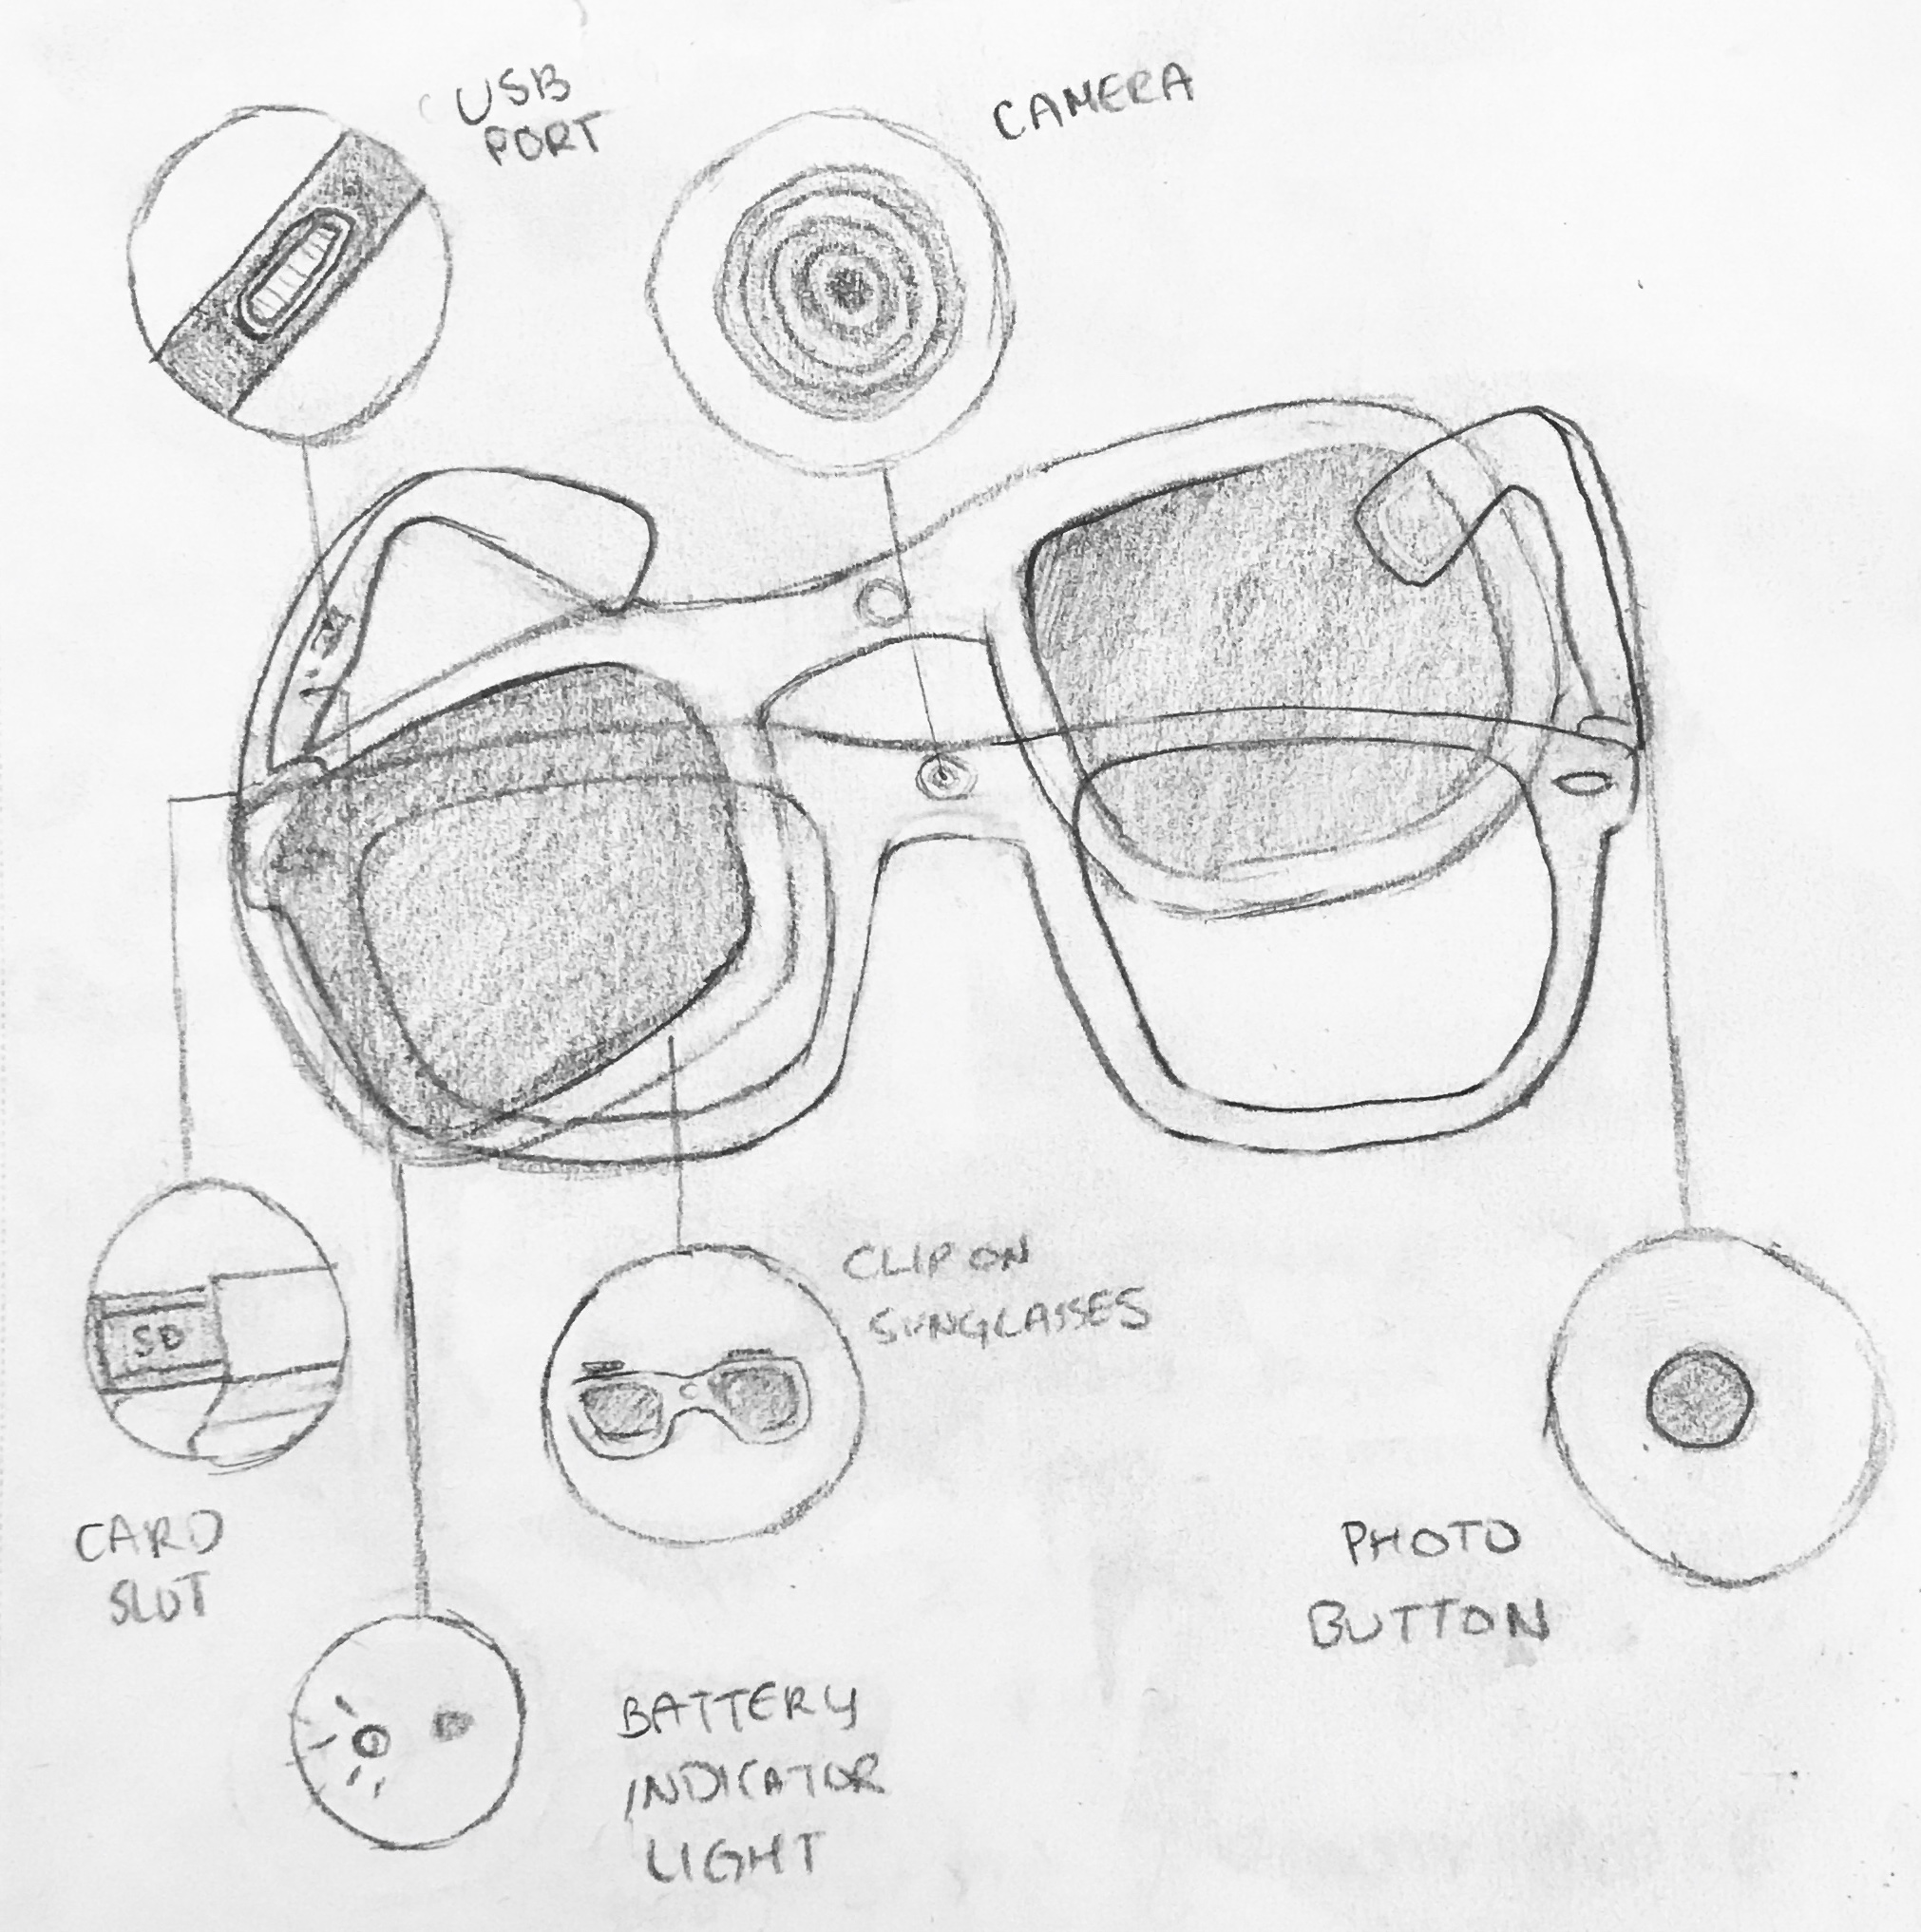 USB
PORT
CAMERA
CLIP ON
SUNGLASSES
SD
CARD
SLOT
PHOTO
BUTTON
BATTERY
INDICATOR
LIGHT